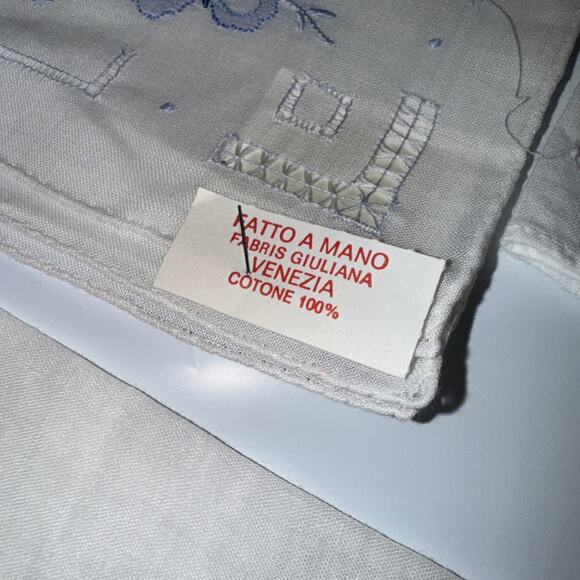 FATTO A MANO
FABRIS GIULIANA
VENEZIA
COTONE 100%